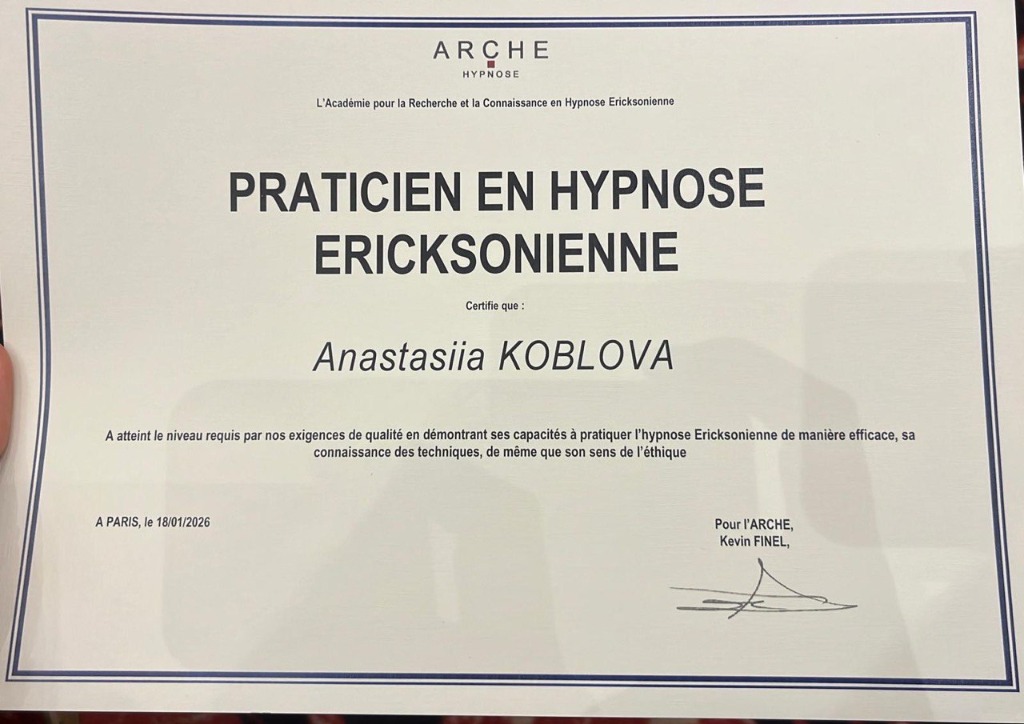 ARCHE
HYPNOSE
L'Académie pour la Recherche et la Connaissance en Hypnose Ericksonienne
PRATICIEN EN HYPNOSE
ERICKSONIENNE
Certifie que :
Anastasiia KOBLOVA
A atteint le niveau requis par nos exigences de qualité en démontrant ses capacités à pratiquer l'hypnose Ericksonienne de manière efficace, sa
connaissance des techniques, de même que son sens de l'éthique
A PARIS, le 18/01/2026
Pour l'ARCHE,
Kevin FINEL,